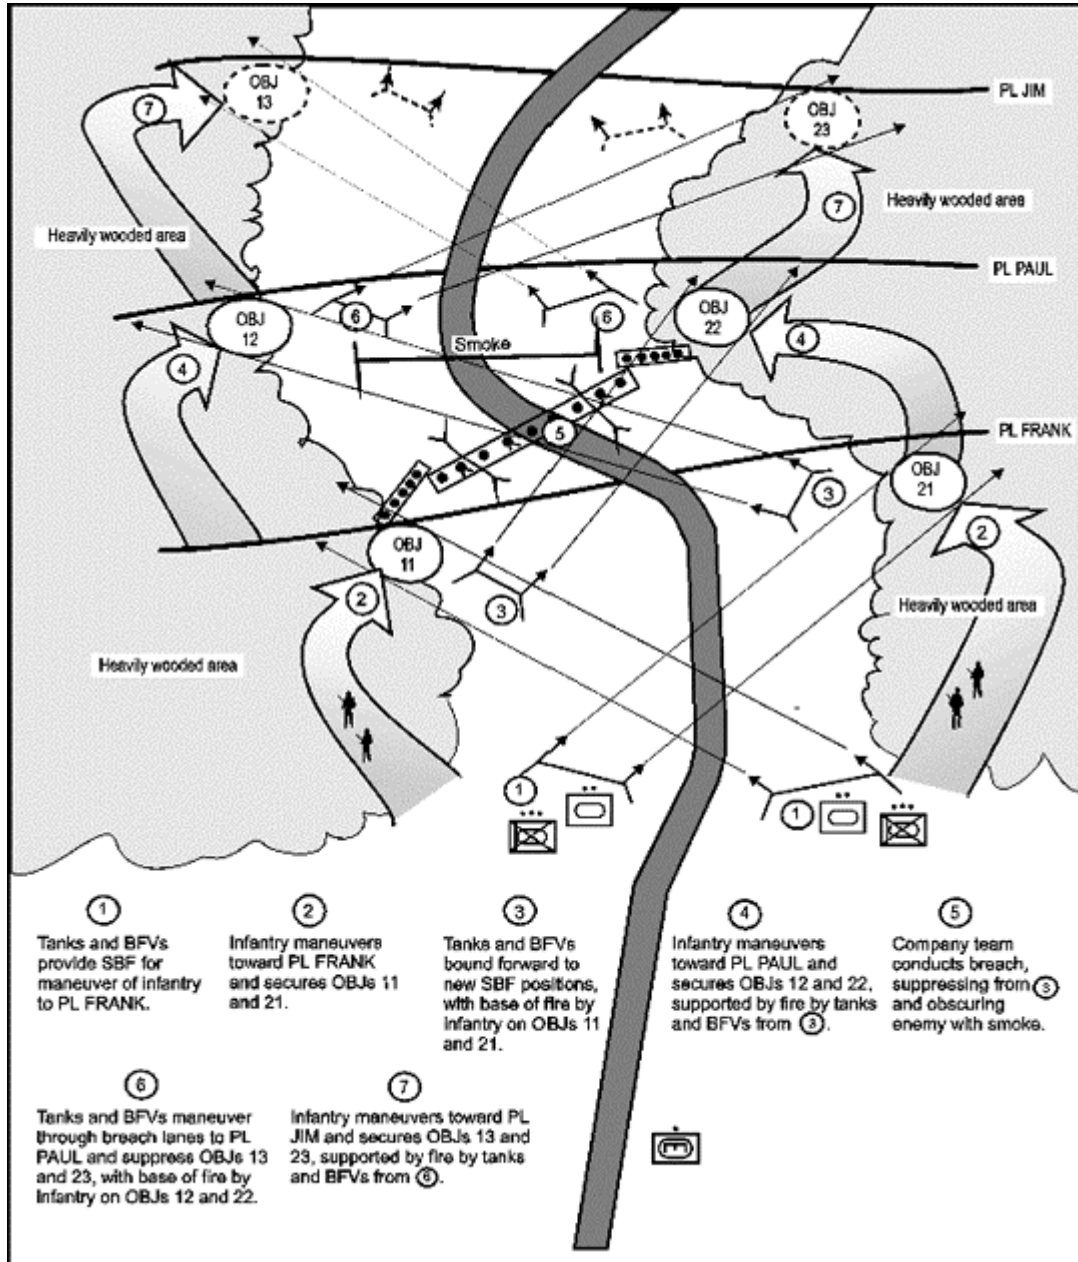 OBJ
13
7
PL JIM
OBJ
23
Heavily wooded area
7
Heavily wooded area
PL PAUL
OBJ
12
6
6
OBJ
22
4
Smoke
4
5
PL FRANK
OBJ
21
3
OBJ
11
2
3
2
Heavily wooded area
Heavily wooded area
1
1
1
Tanks and BFVs
provide SBF for
maneuver of infantry
to PL FRANK.
2
Infantry maneuvers
toward PL FRANK
and secures OBJs 11
and 21.
3
Tanks and BFVs
bound forward to
new SBF positions,
with base of fire by
infantry on OBJs 11
and 21.
4
Infantry maneuvers
toward PL PAUL and
secures OBJs 12 and 22,
supported by fire by tanks
and BFVs from 3.
5
Company team
conducts breach,
suppressing from 3
and obscuring
enemy with smoke.
6
Tanks and BFVs maneuver
through breach lanes to PL
PAUL and suppress OBJs 13
and 23, with base of fire by
infantry on OBJs 12 and 22.
7
Infantry maneuvers toward PL
JIM and secures OBJs 13 and
23, supported by fire by tanks
and BFVs from 6.